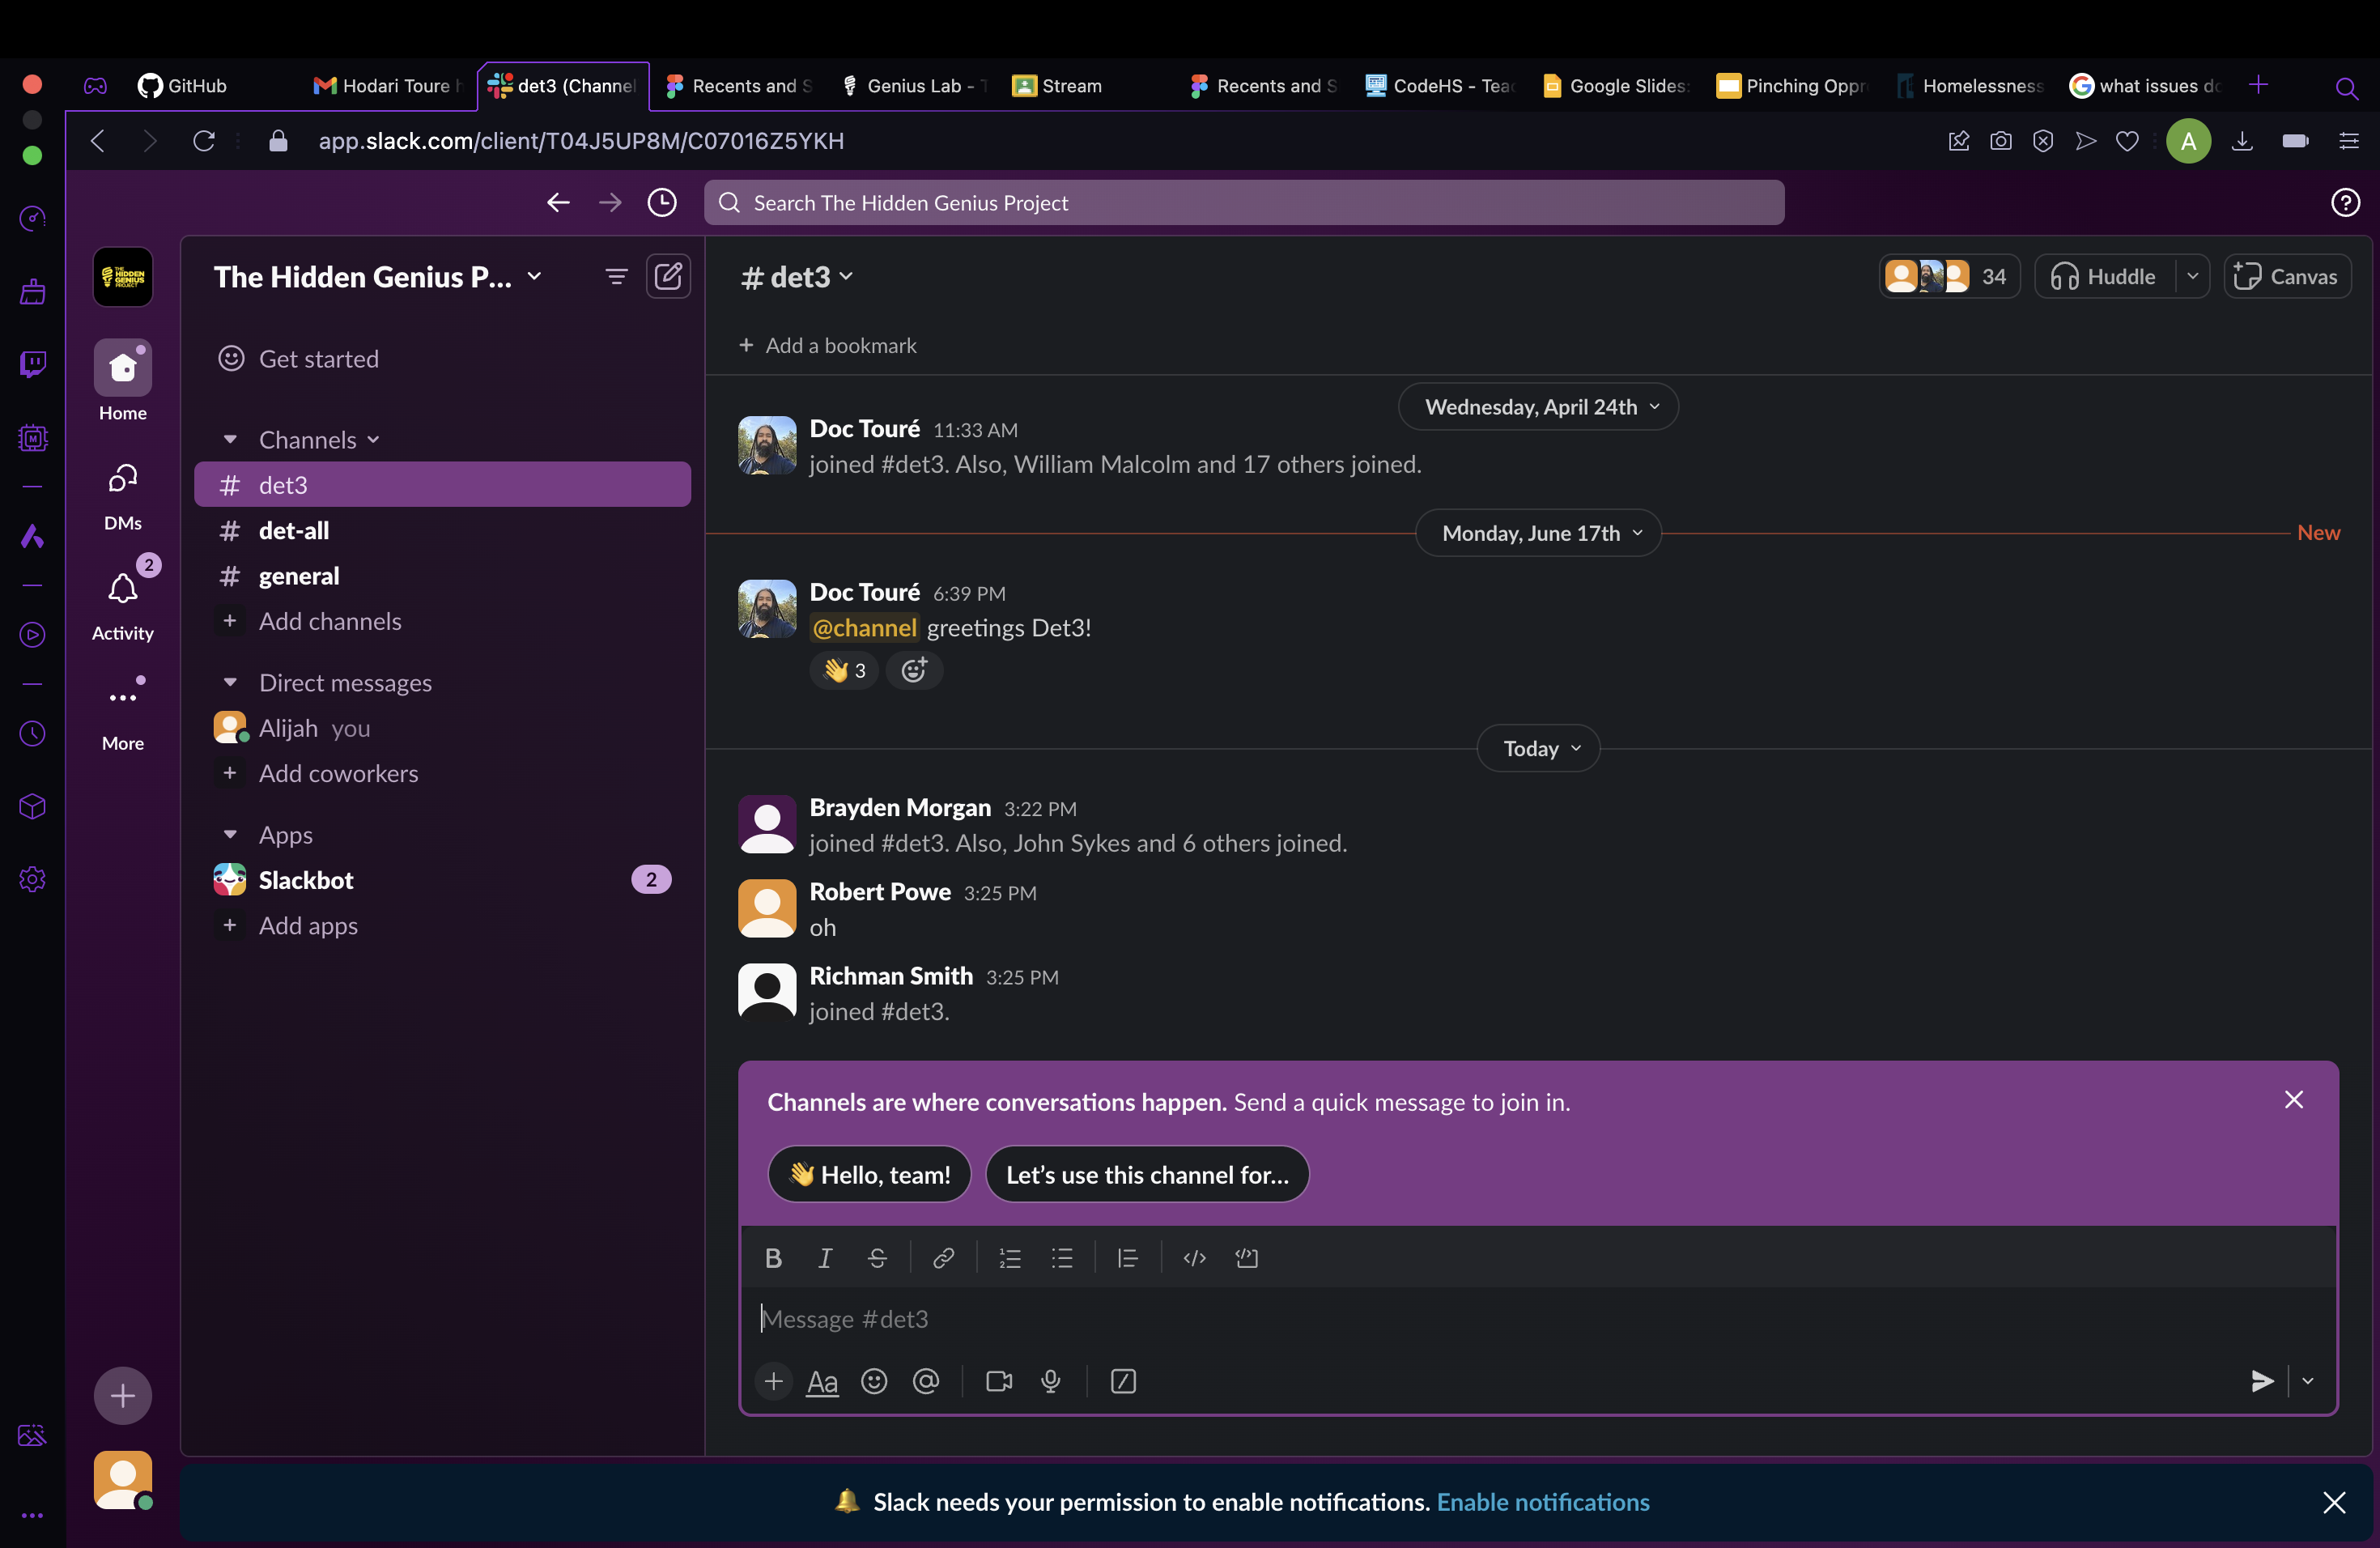 GitHub
Hodari Toure
det3 (Channel
Recents and S
Genius Lab - T
Stream
Recents and S
CodeHS - Teac
Google Slides:
Pinching Oppr
Homelessness
what issues do
app.slack.com/client/T04J5UP8M/C07016Z5YKH
A
Search The Hidden Genius Project
THE HIDDEN GENIUS PROJECT
The Hidden Genius P...
# det3
34
Huddle
Canvas
Get started
+ Add a bookmark
Home
Channels
# det3
# det-all
# general
+ Add channels
DMs
2
Activity
More
Direct messages
Alijah you
+ Add coworkers
Apps
Slackbot 2
+ Add apps
Wednesday, April 24th
Doc Touré 11:33 AM
joined #det3. Also, William Malcolm and 17 others joined.
Monday, June 17th
New
Doc Touré 6:39 PM
@channel greetings Det3!
👋 3
Today
Brayden Morgan 3:22 PM
joined #det3. Also, John Sykes and 6 others joined.
Robert Powe 3:25 PM
oh
Richman Smith 3:25 PM
joined #det3.
Channels are where conversations happen. Send a quick message to join in.
👋 Hello, team!
Let’s use this channel for...
Message #det3
Aa
🔔 Slack needs your permission to enable notifications. Enable notifications